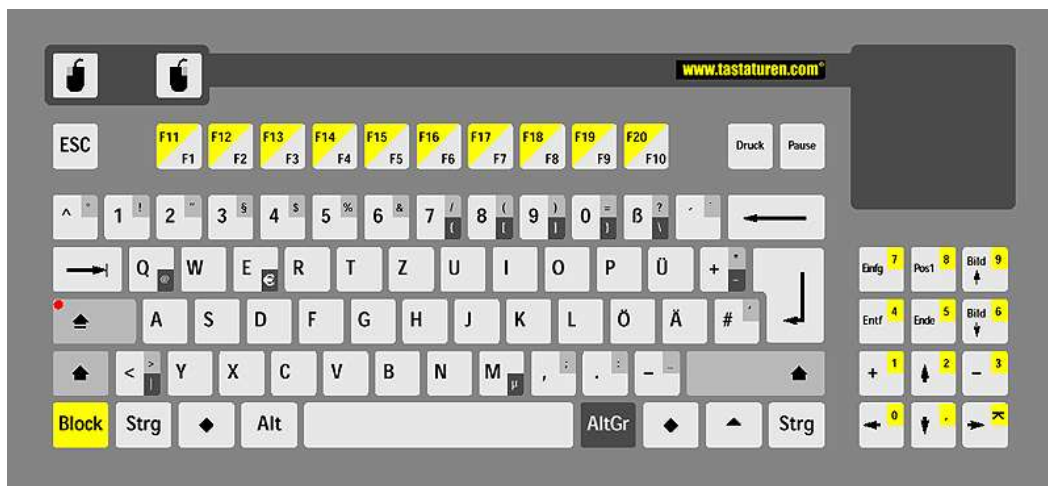 www.tastaturen.com®
ESC F11 F1 F12 F2 F13 F3 F14 F4 F15 F5 F16 F6 F17 F7 F18 F8 F19 F9 F20 F10 Druck Pause
^ ° 1 ! 2 " 3 § 4 $ 5 % 6 & 7 / { 8 ( [ 9 ) ] 0 = } ß ? \ ´ `
Q @ W E € R T Z U I O P Ü + * ~ Einfg 7 Pos1 8 Bild 9
A S D F G H J K L Ö Ä # ' Entf 4 Ende 5 Bild 6
< > | Y X C V B N M µ , ; . : - _ + 1 2 - 3
Block Strg Alt AltGr Strg 0 .